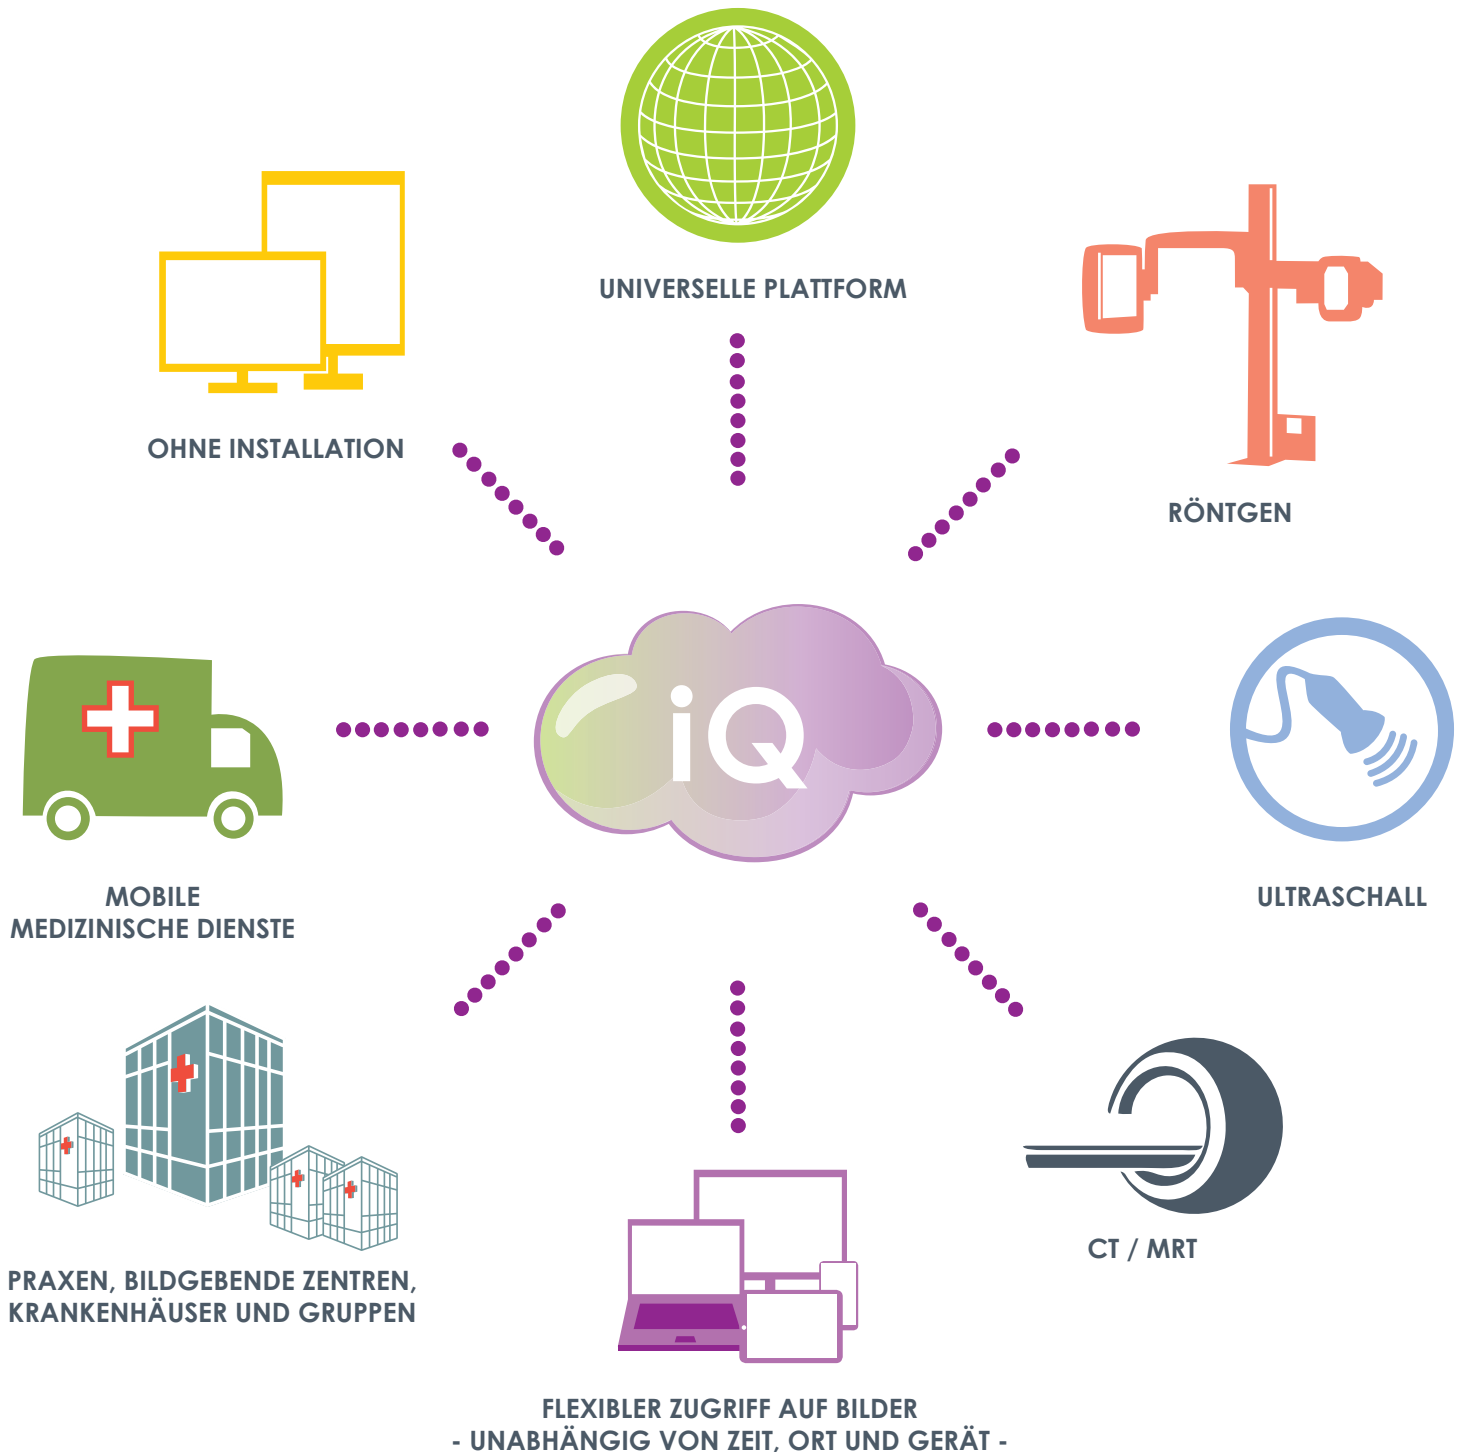 UNIVERSELLE PLATTFORM
OHNE INSTALLATION
RÖNTGEN
iQ
MOBILE
MEDIZINISCHE DIENSTE
ULTRASCHALL
PRAXEN, BILDGEBENDE ZENTREN,
KRANKENHÄUSER UND GRUPPEN
CT / MRT
FLEXIBLER ZUGRIFF AUF BILDER
- UNABHÄNGIG VON ZEIT, ORT UND GERÄT -